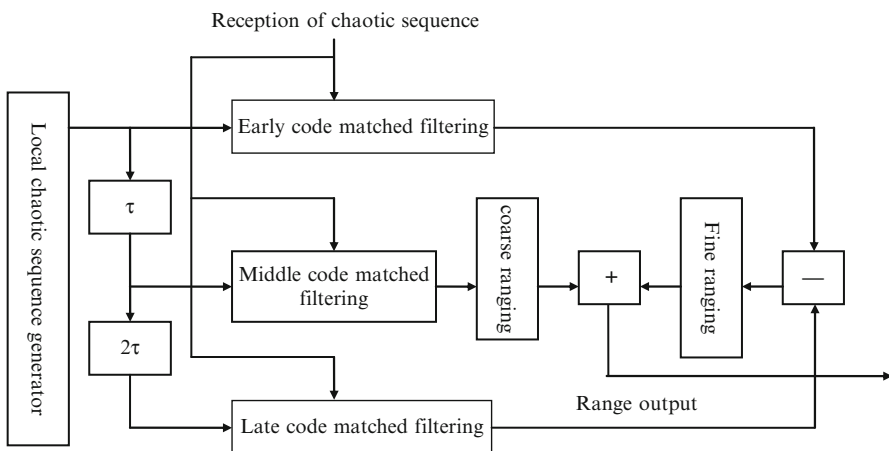 Reception of chaotic sequence
Local chaotic sequence generator
Early code matched filtering
τ
Middle code matched
filtering
coarse ranging
+
Fine ranging
—
2τ
Range output
Late code matched filtering